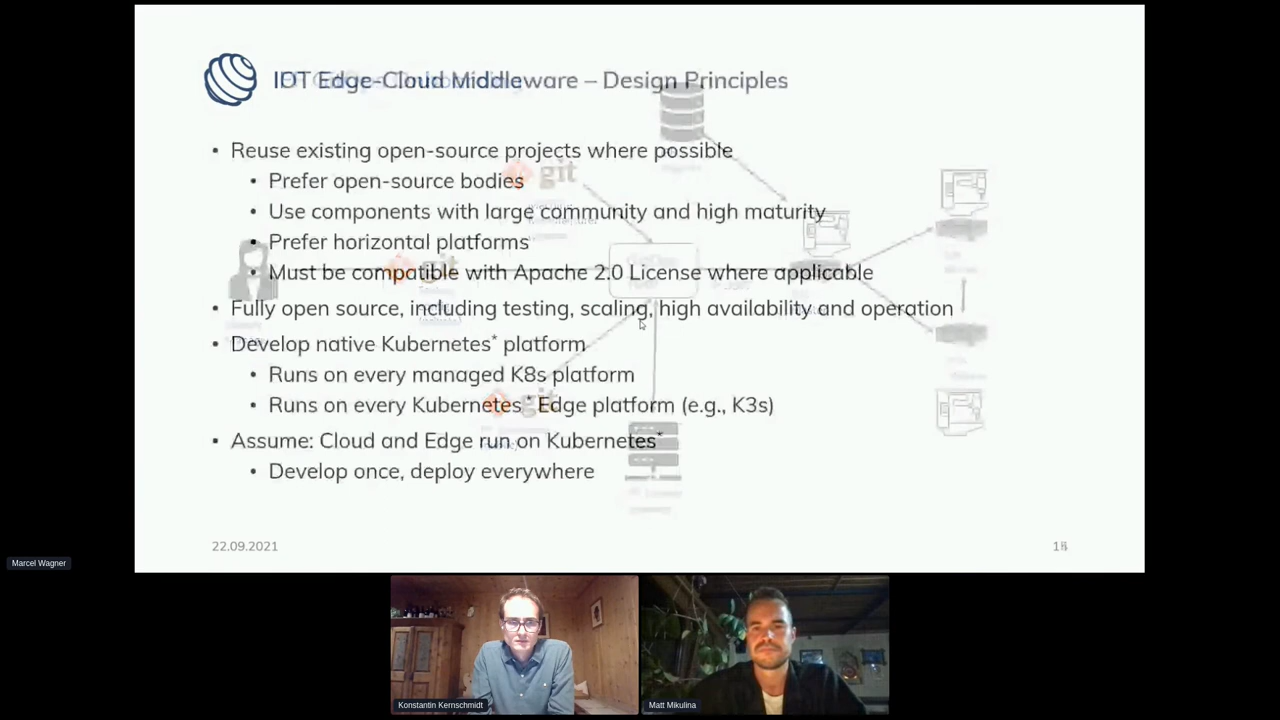 IDT Edge-Cloud Middleware – Design Principles
• Reuse existing open-source projects where possible
• Prefer open-source bodies
• Use components with large community and high maturity
• Prefer horizontal platforms
• Must be compatible with Apache 2.0 License where applicable
• Fully open source, including testing, scaling, high availability and operation
• Develop native Kubernetes* platform
• Runs on every managed K8s platform
• Runs on every Kubernetes* Edge platform (e.g., K3s)
• Assume: Cloud and Edge run on Kubernetes*
• Develop once, deploy everywhere
git
git
git
22.09.2021
Marcel Wagner
Konstantin Kernschmidt
Matt Mikulina